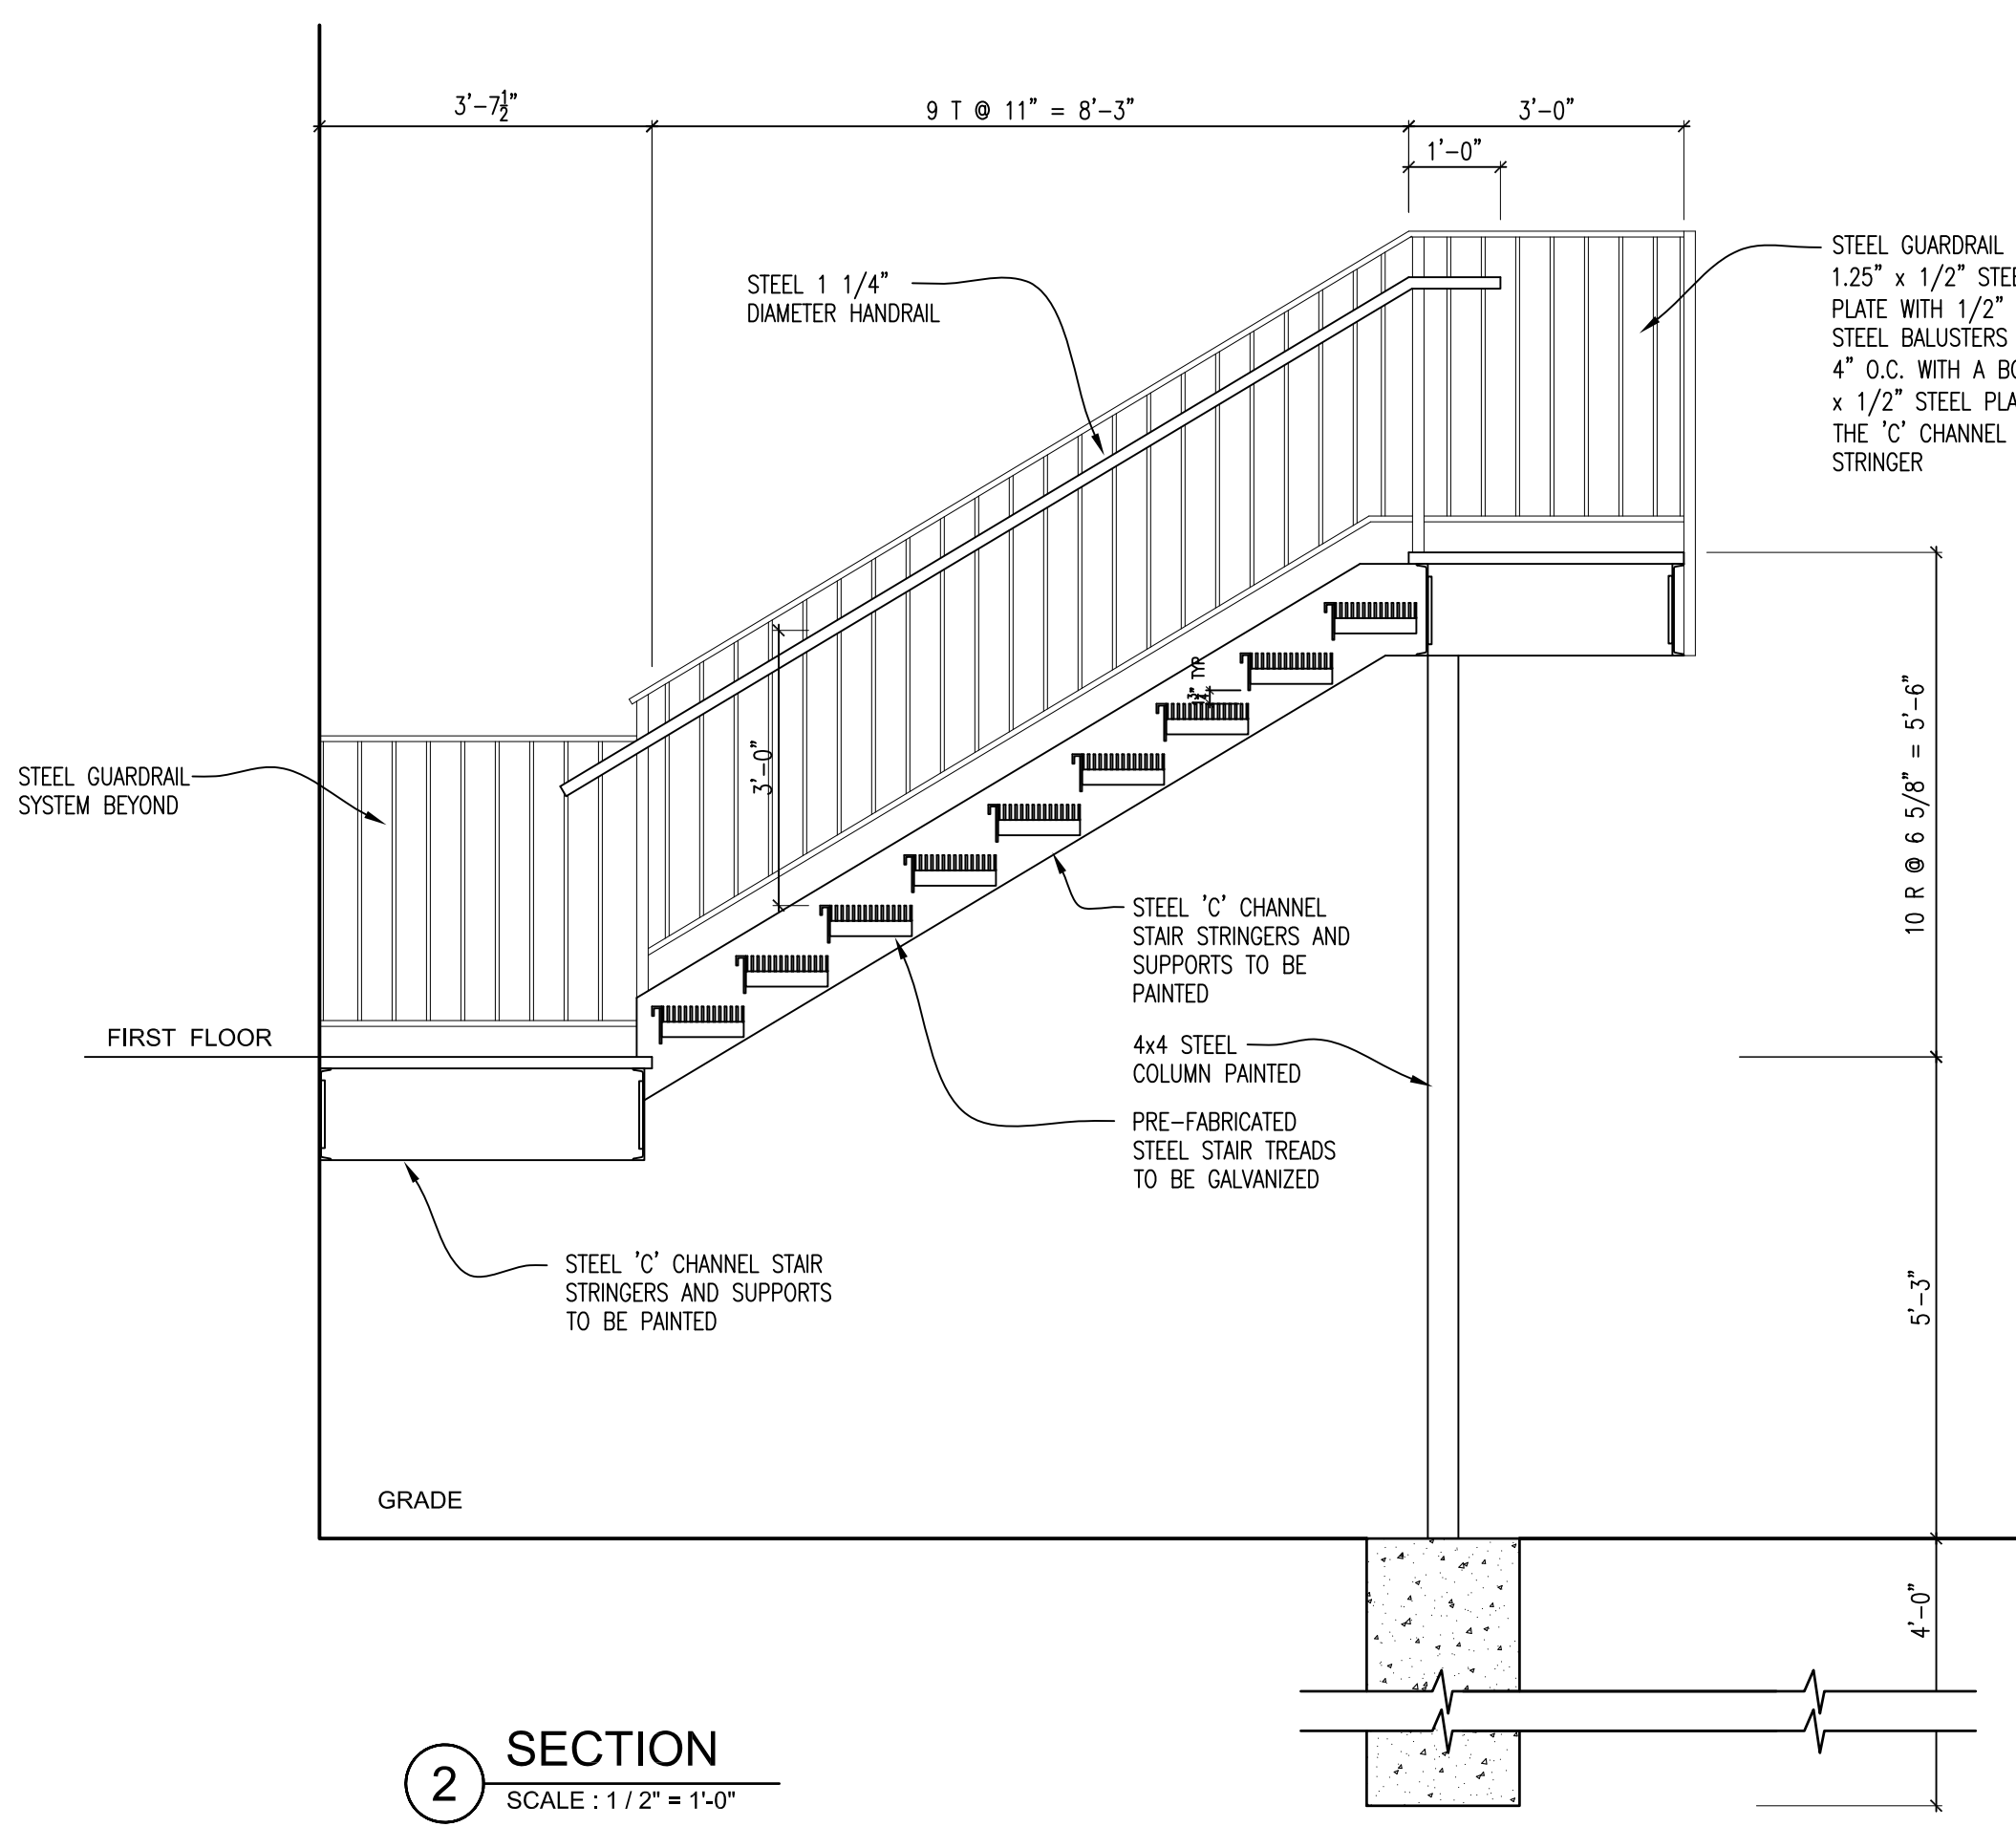 3'-7½"
9 T @ 11" = 8'-3"
3'-0"
1'-0"
STEEL 1 1/4"
DIAMETER HANDRAIL
STEEL GUARDRAIL
1.25" x 1/2"
PLATE WITH 1/2"
STEEL BALUSTERS
4" O.C. WITH A
x 1/2" STEEL
THE 'C' CHANNEL
STRINGER
STEEL GUARDRAIL
SYSTEM BEYOND
3'-0"
TYP
10 R @ 6 5/8" = 5'-6"
STEEL 'C' CHANNEL
STAIR STRINGERS AND
SUPPORTS TO BE
PAINTED
FIRST FLOOR
4x4 STEEL
COLUMN PAINTED
PRE-FABRICATED
STEEL STAIR TREADS
TO BE GALVANIZED
STEEL 'C' CHANNEL STAIR
STRINGERS AND SUPPORTS
TO BE PAINTED
5'-3"
GRADE
4'-0"
2
SECTION
SCALE : 1 / 2" = 1'-0"